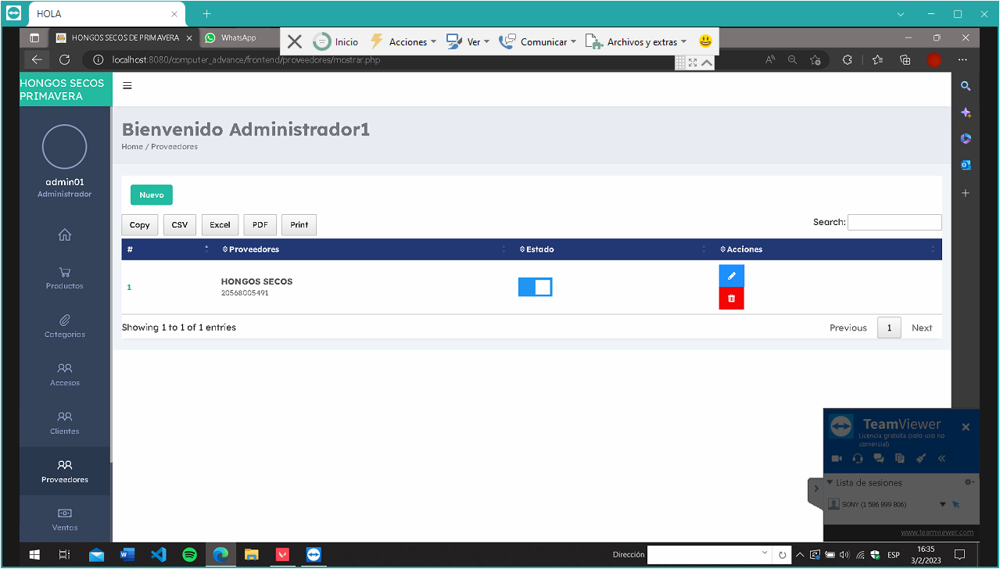 HOLA
HONGOS SECOS DE PRIMAVERA
WhatsApp
Inicio
Acciones
Ver
Comunicar
Archivos y extras
localhost:8080/computer_advance/frontend/proveedores/mostrar.php
HONGOS SECOS
PRIMAVERA
Bienvenido Administrador1
Home / Proveedores
admin01
Administrador
Productos
Categorias
Accesos
Clientes
Proveedores
Ventas
Nuevo
Copy
CSV
Excel
PDF
Print
Search:
#
Proveedores
Estado
Acciones
1
HONGOS SECOS
20568005491
Showing 1 to 1 of 1 entries
Previous
1
Next
TeamViewer
Licencia gratuita (solo uso no
comercial)
Lista de sesiones
SONY (1 586 899 806)
www.teamviewer.com
Dirección
ESP
16:35
3/2/2023